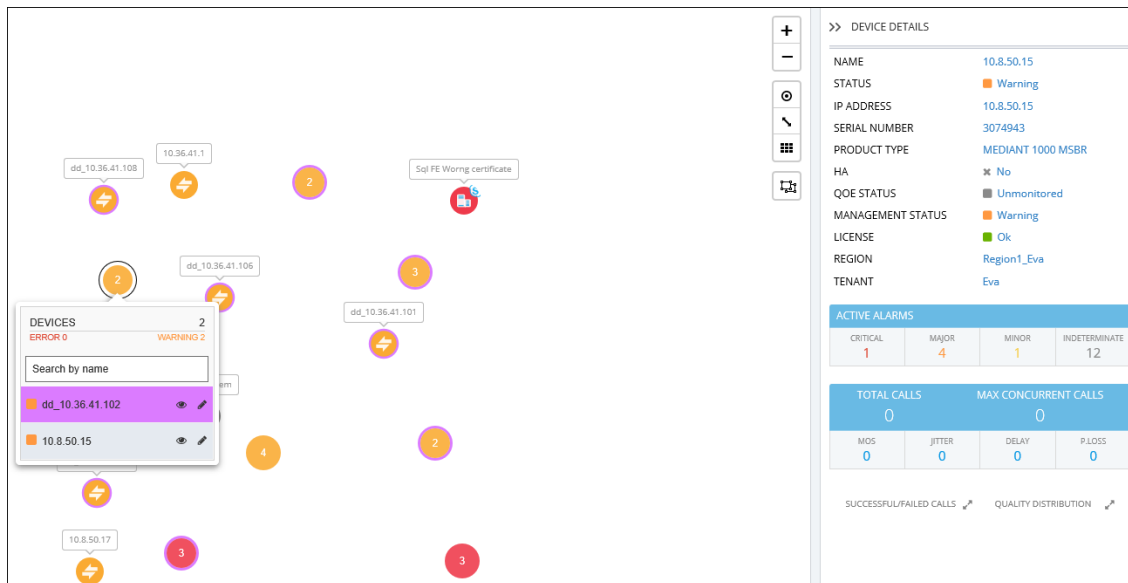 10.36.41.1
dd_10.36.41.108
2
Sql FE Worng certificate
S
2
dd_10.36.41.106
3
dd_10.36.41.101
DEVICES 2
ERROR 0 WARNING 2
Search by name
em
dd_10.36.41.102
10.8.50.15
4
2
10.8.50.17
3
3
DEVICE DETAILS
NAME 10.8.50.15
STATUS Warning
IP ADDRESS 10.8.50.15
SERIAL NUMBER 3074943
PRODUCT TYPE MEDIANT 1000 MSBR
HA No
QOE STATUS Unmonitored
MANAGEMENT STATUS Warning
LICENSE Ok
REGION Region1_Eva
TENANT Eva
ACTIVE ALARMS
CRITICAL MAJOR MINOR INDETERMINATE
1 4 1 12
TOTAL CALLS MAX CONCURRENT CALLS
0 0
MOS JITTER DELAY P.LOSS
0 0 0 0
SUCCESSFUL/FAILED CALLS QUALITY DISTRIBUTION